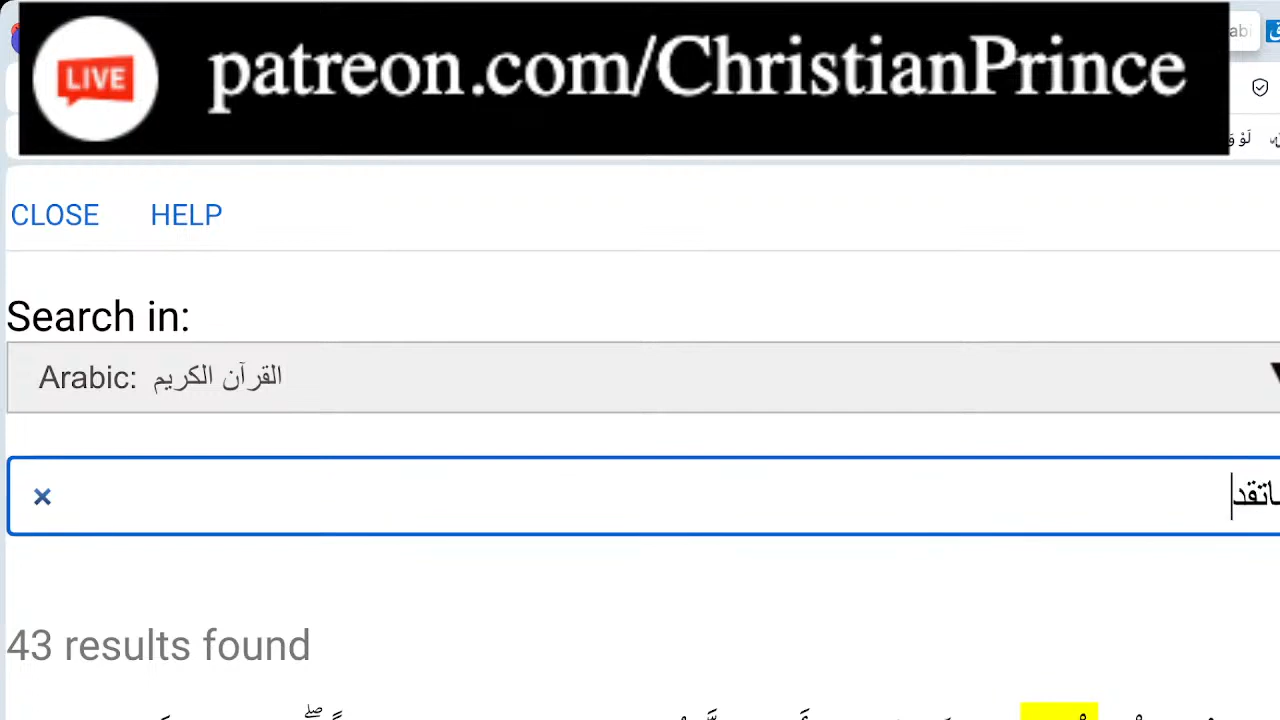 LIVE
patreon.com/ChristianPrince
CLOSE HELP
Search in:
Arabic: القرآن الكريم
×
43 results found